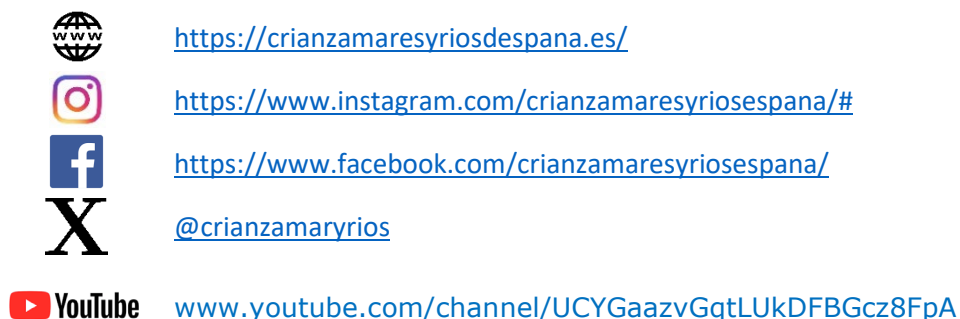 www https://crianzamaresyriosdespana.es/
https://www.instagram.com/crianzamaresyriosespana/#
f https://www.facebook.com/crianzamaresyriosespana/
X @crianzamaryrios
YouTube www.youtube.com/channel/UCYGaazvGqtLUkDFBGcz8FpA